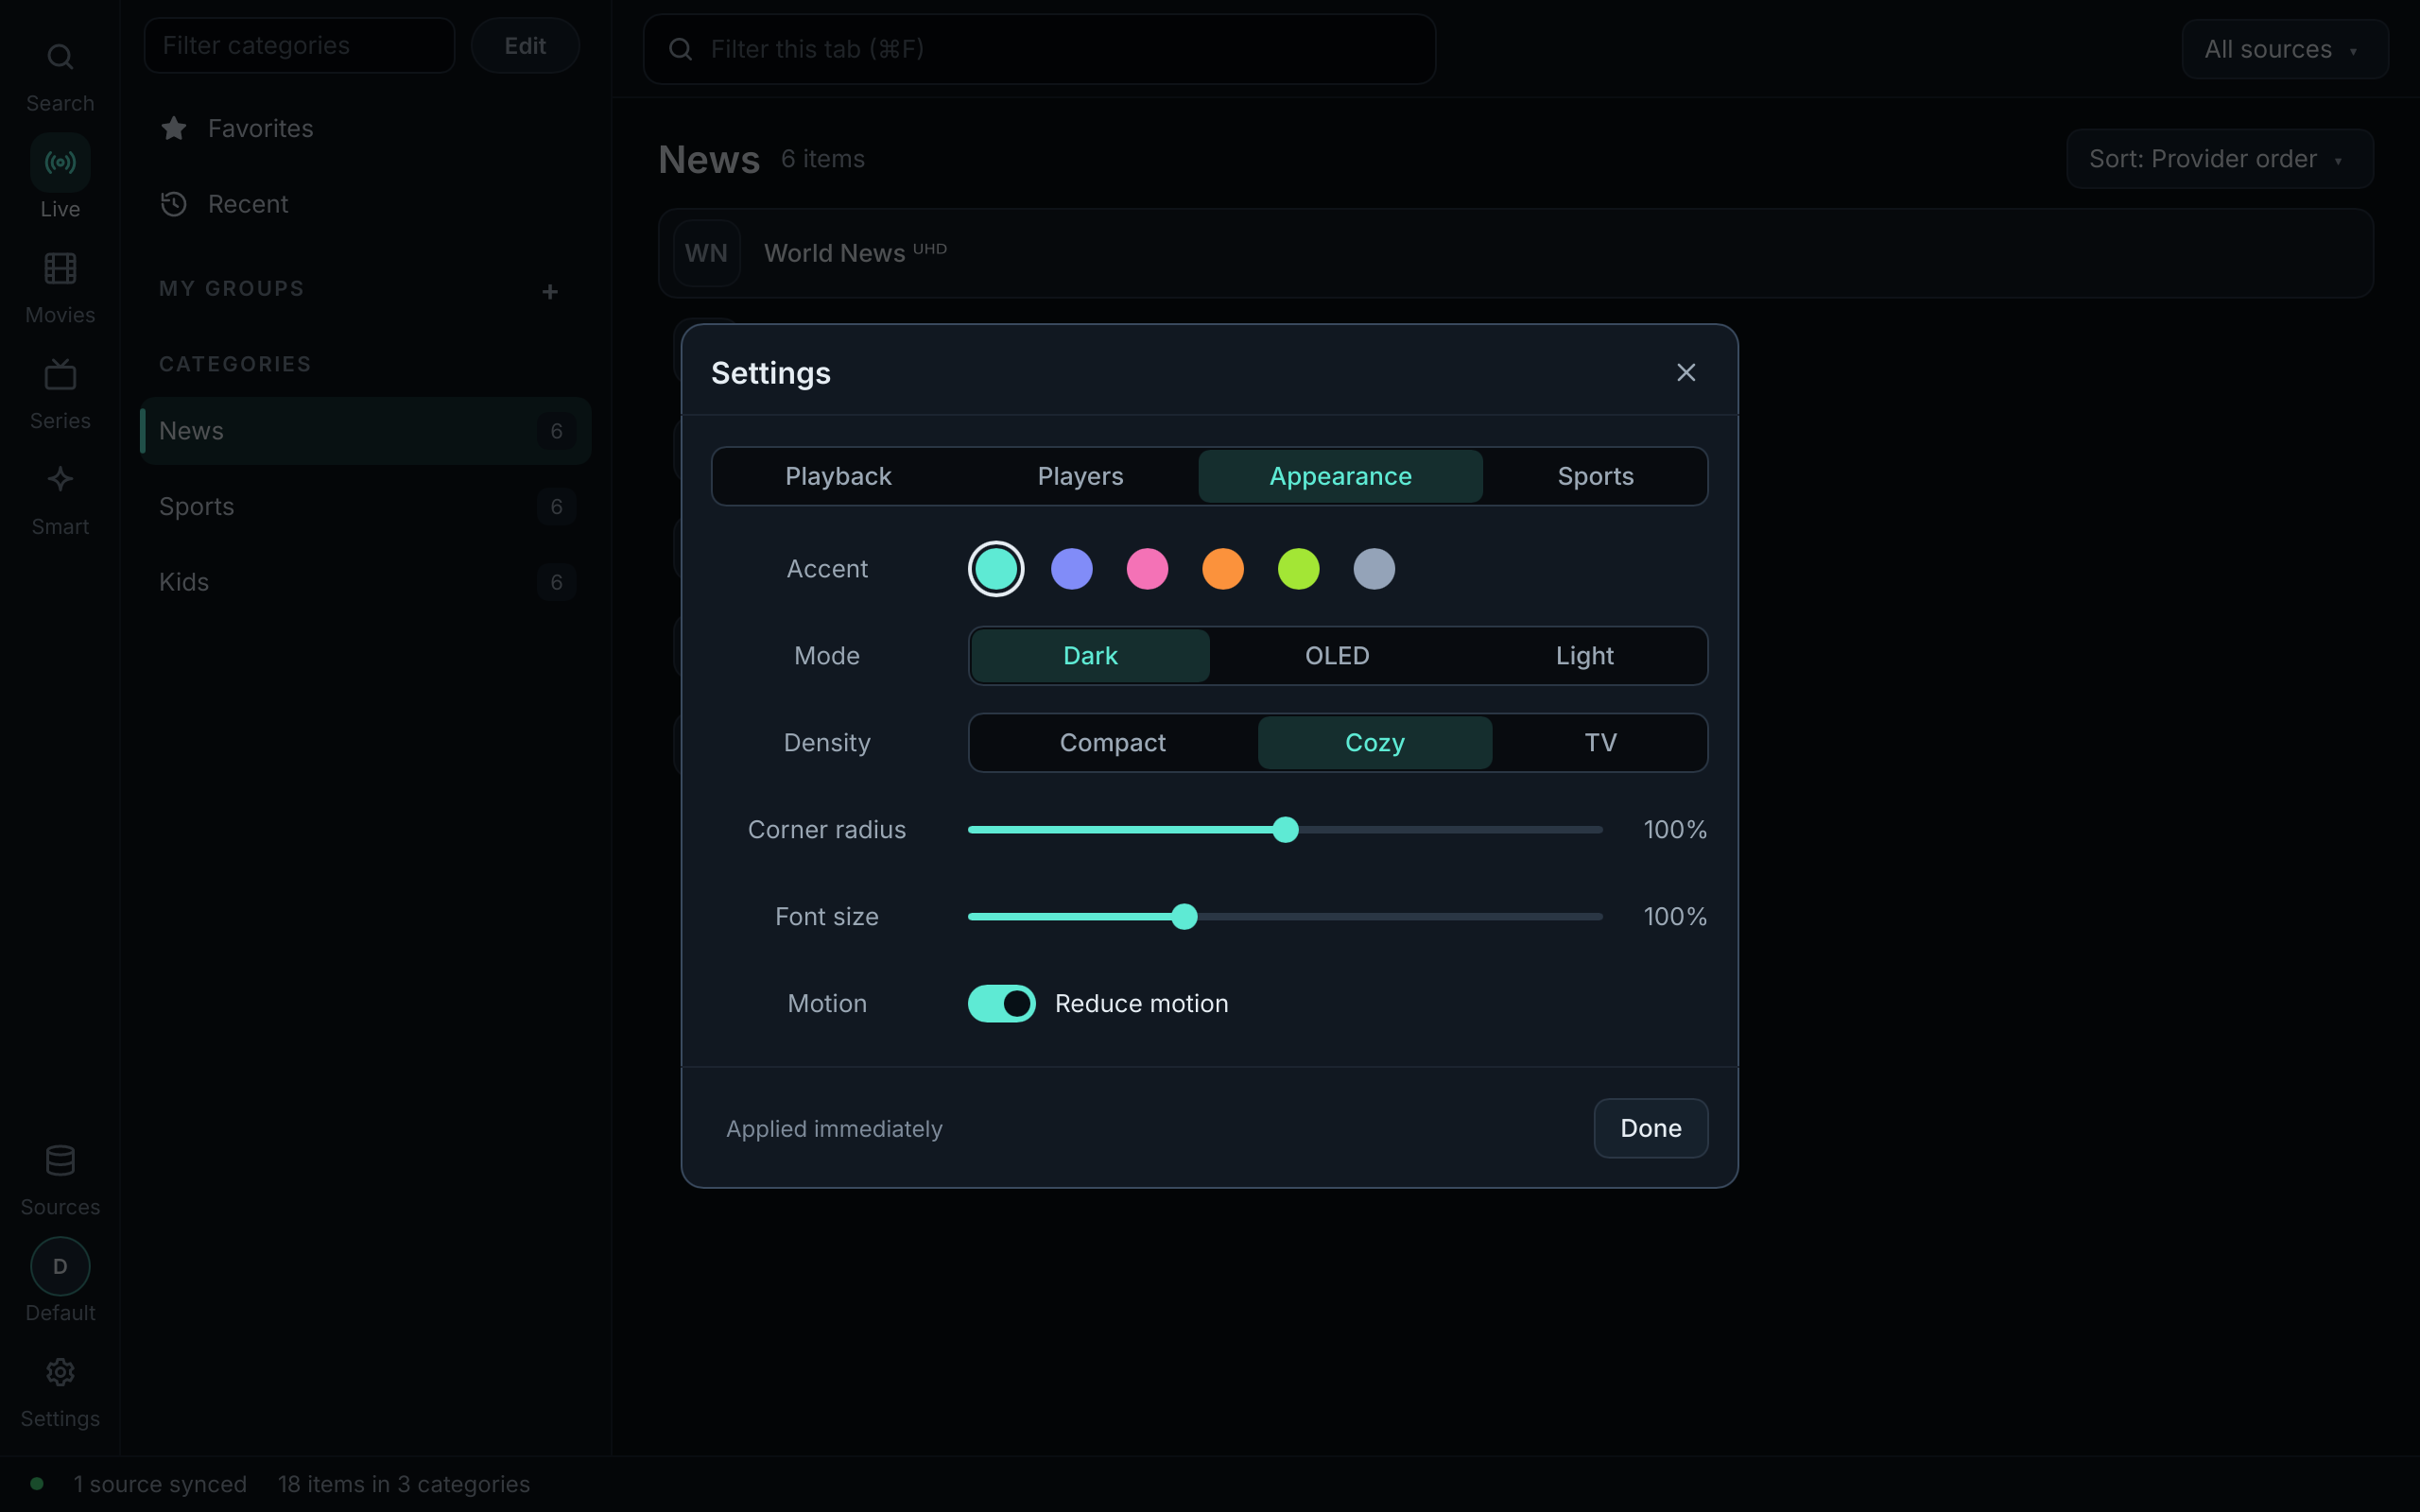 Search
Live
Movies
Series
Smart
Sources
D
Default
Settings
Filter categories
Edit
Favorites
Recent
MY GROUPS +
CATEGORIES
News 6
Sports 6
Kids 6
Filter this tab (⌘F)
All sources ▾
News 6 items
Sort: Provider order ▾
WN World News ᵁᴴᴰ
Settings
Playback Players Appearance Sports
Accent
Mode Dark OLED Light
Density Compact Cozy TV
Corner radius 100%
Font size 100%
Motion Reduce motion
Applied immediately Done
1 source synced 18 items in 3 categories